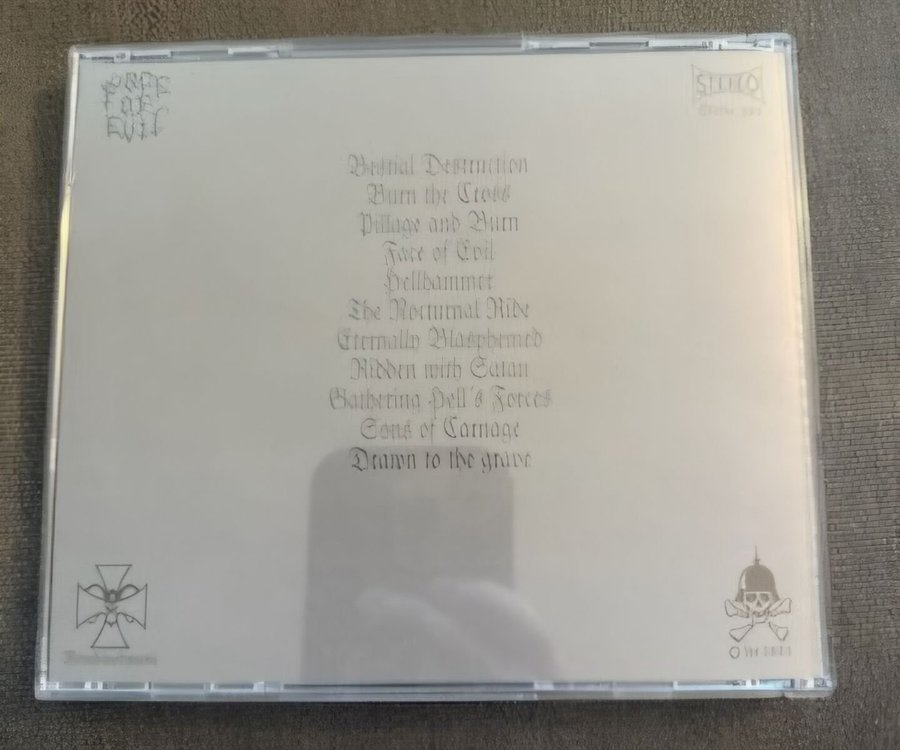 Bestial Destruction
Burn the Cross
Pillage and Burn
Face of Evil
Hellhammer
The Nocturnal Ride
Eternally Blasphemed
Ridden with Satan
Gathering Hell's Forces
Sons of Carnage
Drawn to the grave